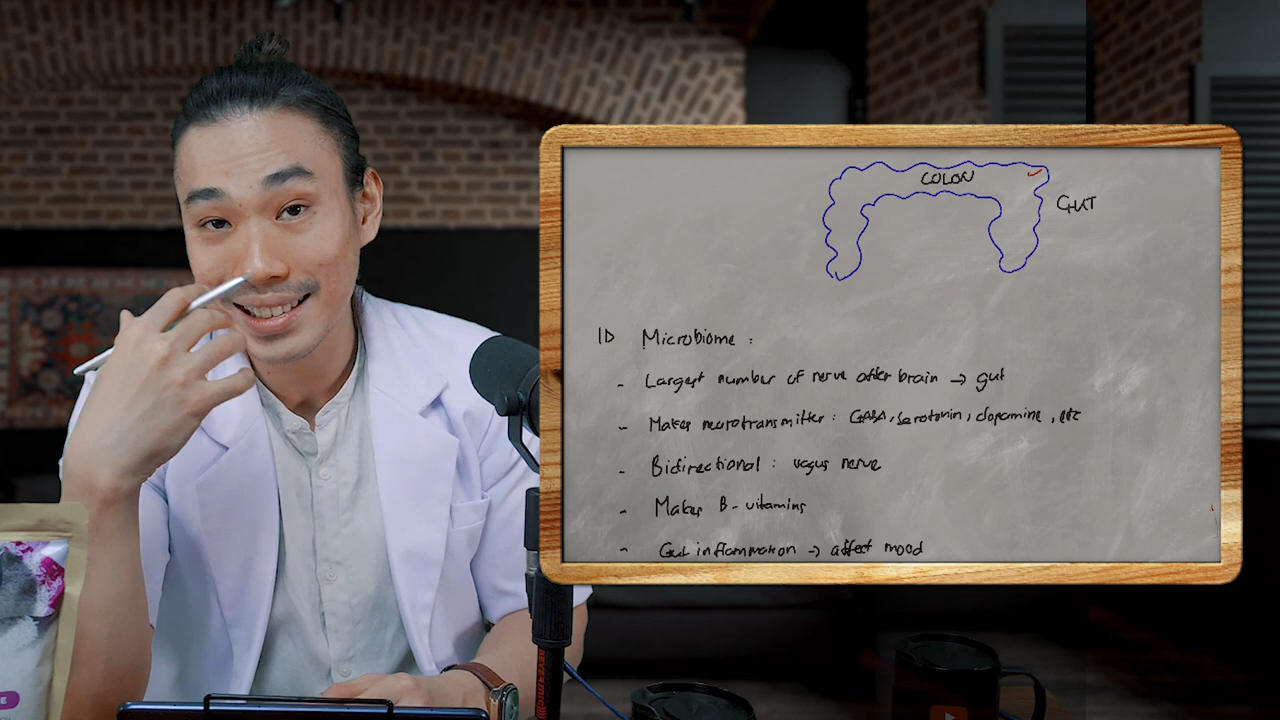 COLON
GUT
1D Microbiome :
- Largest number of nerve after brain → gut
- Makes neurotransmitter : GABA, serotonin, dopamine, etc
- Bidirectional : vagus nerve
- Makes B-vitamins
- Gut inflammation → affect mood